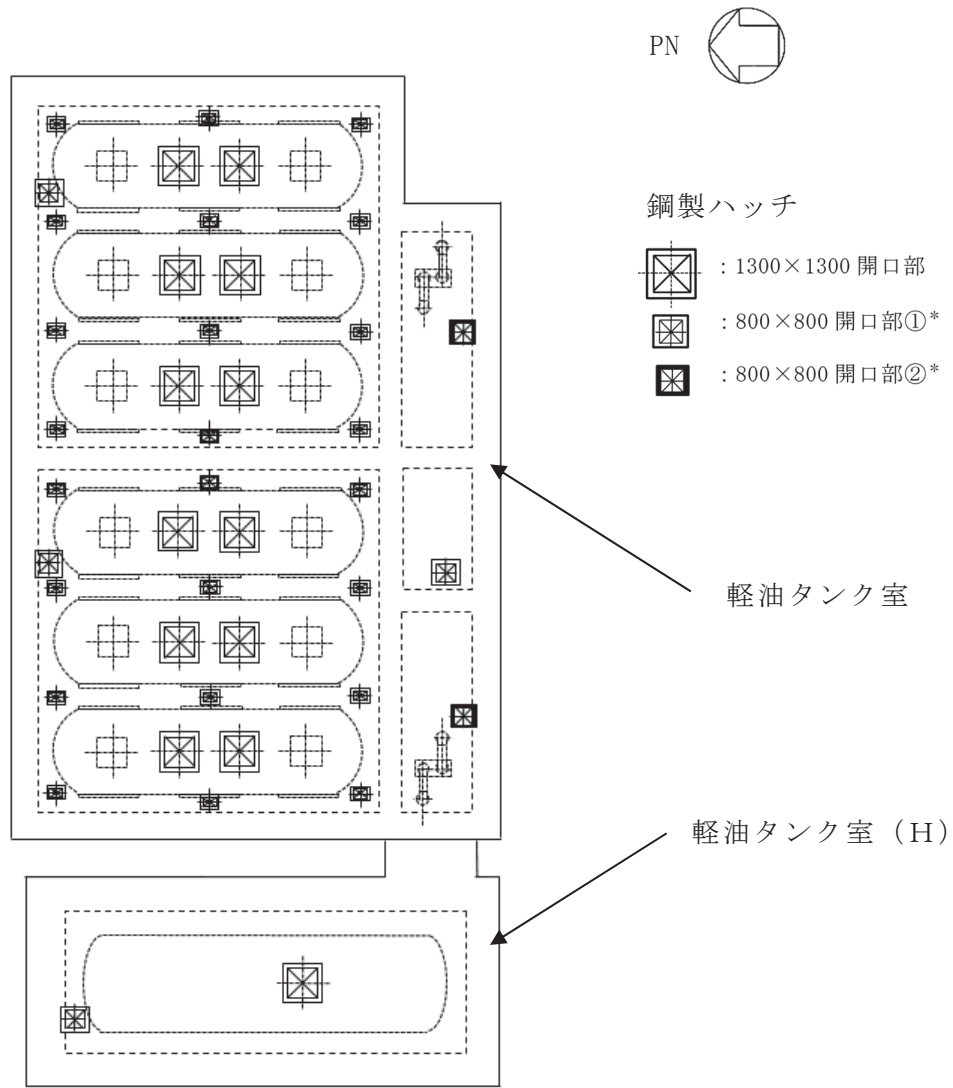 PN
鋼製ハッチ
：1300×1300 開口部
：800×800 開口部①*
：800×800 開口部②*
軽油タンク室
軽油タンク室（H）